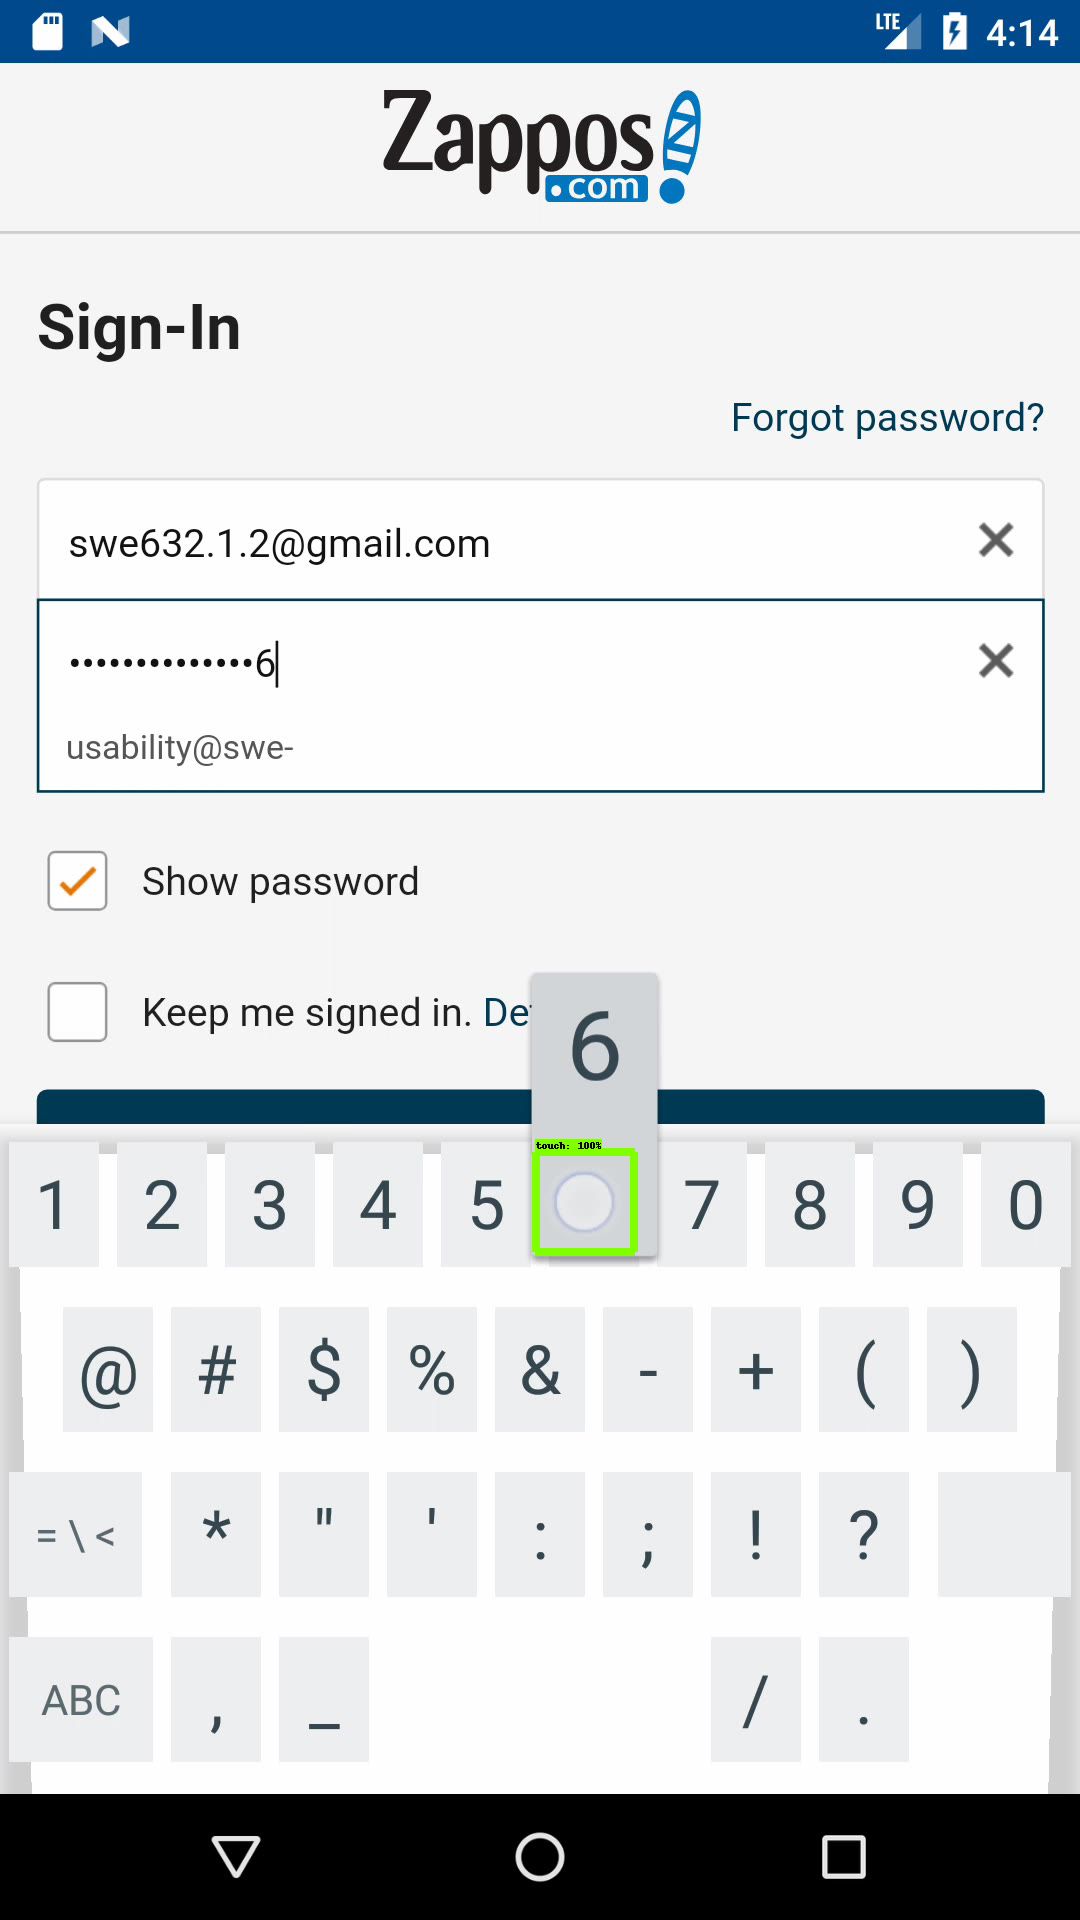 LTE 4:14
Zappos
.com
Sign-In
Forgot password?
swe632.1.2@gmail.com
••••••••••••••6
usability@swe-
Show password
Keep me signed in.
6
touch: 100%
1 2 3 4 5 7 8 9 0
@ # $ % & - + ( )
= \ < * " ' : ; ! ?
ABC , _ / .